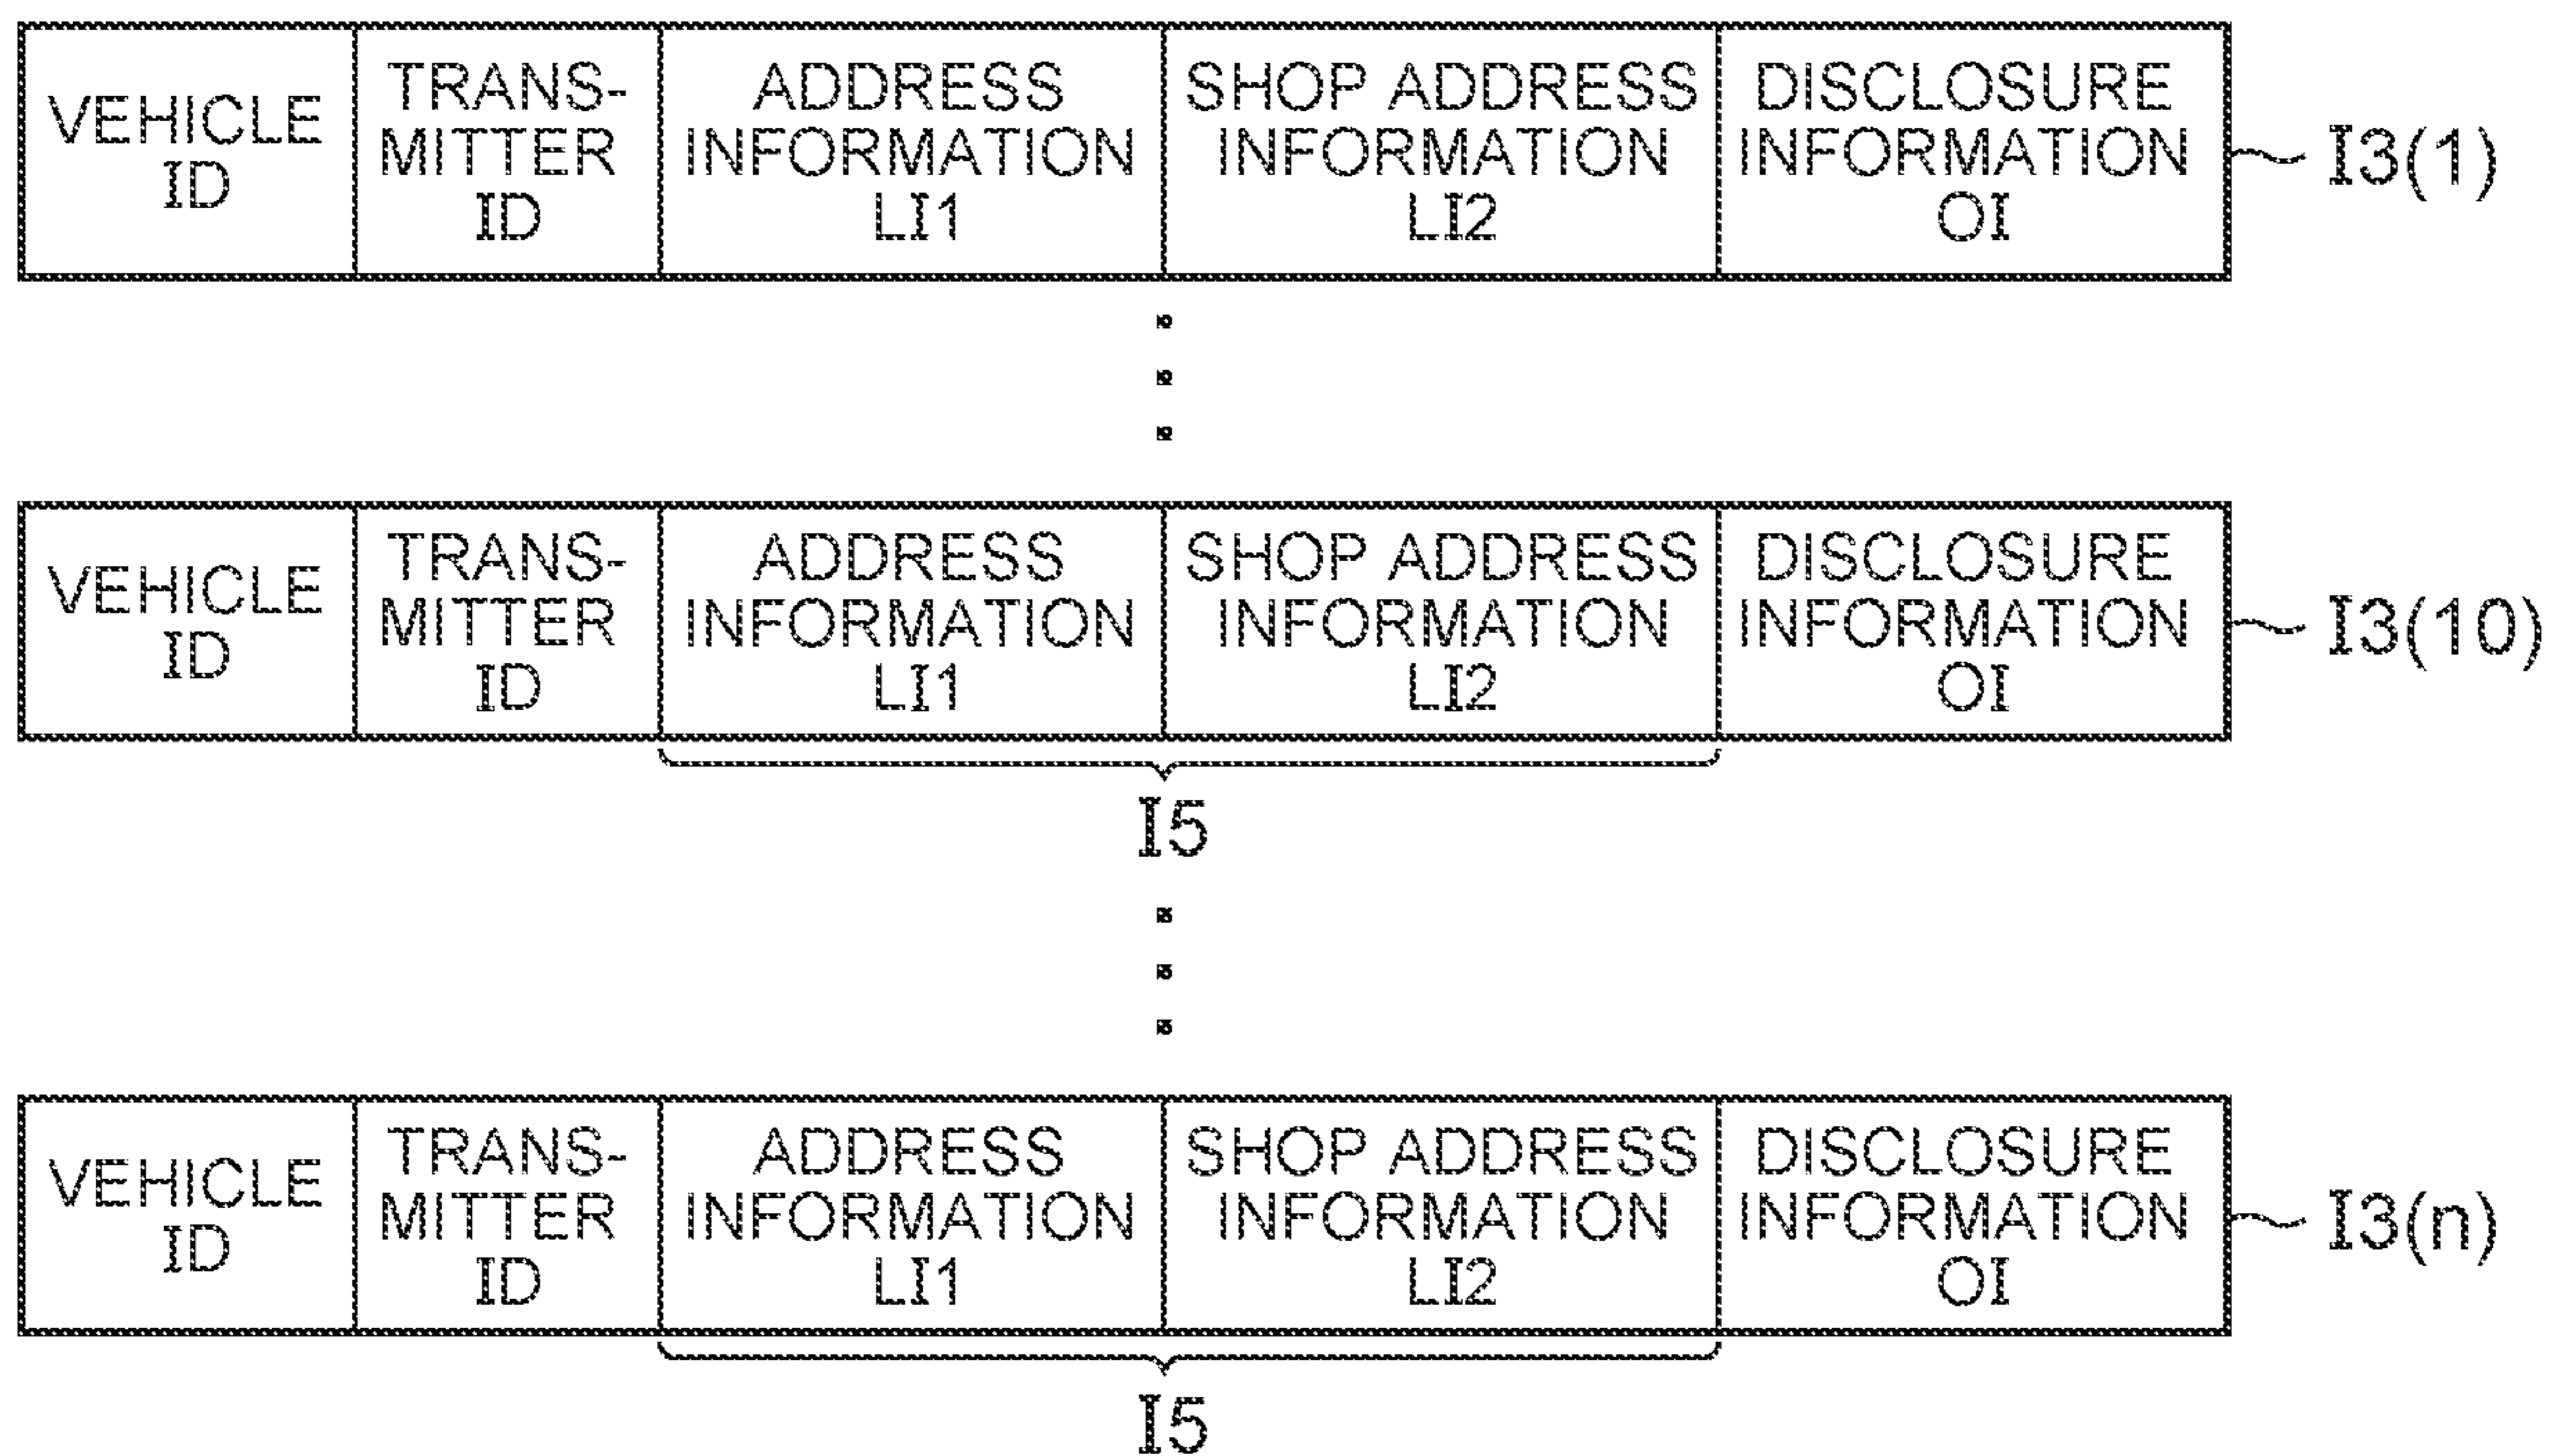 VEHICLE
ID
TRANS-
MITTER
ID
ADDRESS
INFORMATION
LI1
SHOP ADDRESS
INFORMATION
LI2
DISCLOSURE
INFORMATION
OI
I3(1)
VEHICLE
ID
TRANS-
MITTER
ID
ADDRESS
INFORMATION
LI1
SHOP ADDRESS
INFORMATION
LI2
DISCLOSURE
INFORMATION
OI
I3(10)
I5
VEHICLE
ID
TRANS-
MITTER
ID
ADDRESS
INFORMATION
LI1
SHOP ADDRESS
INFORMATION
LI2
DISCLOSURE
INFORMATION
OI
I3(n)
I5